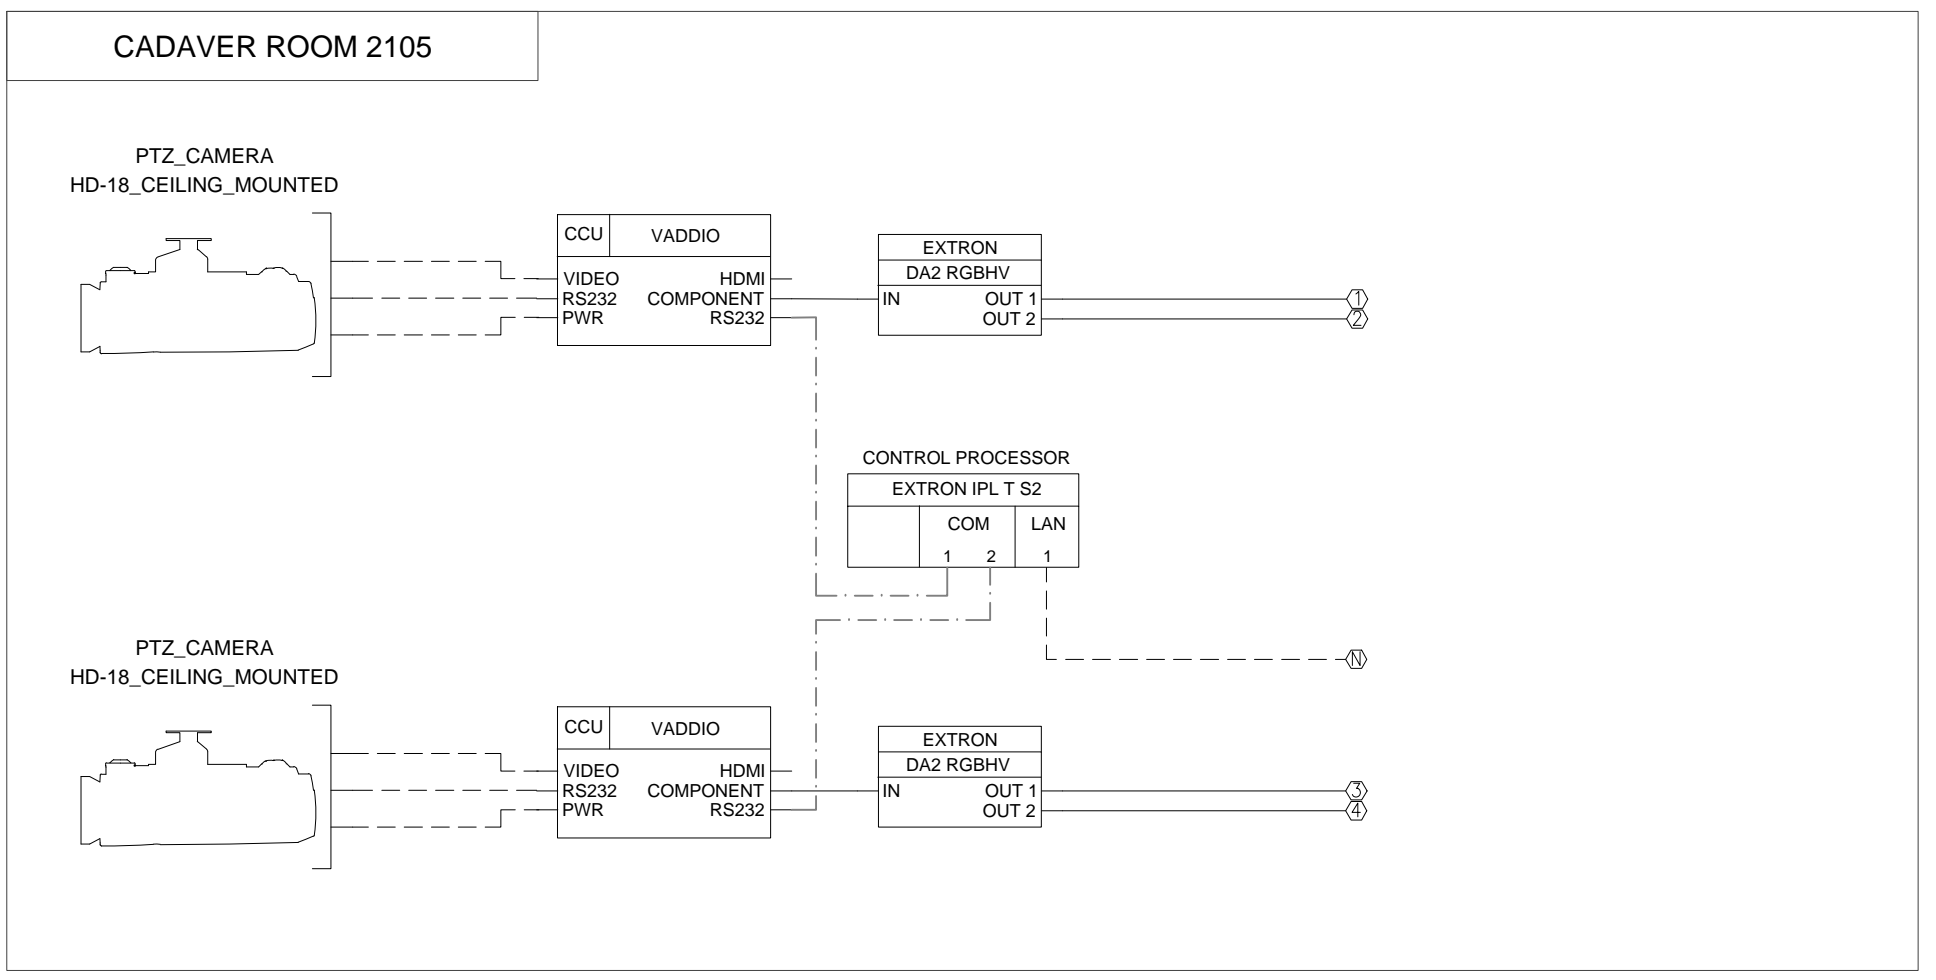 CADAVER ROOM 2105
PTZ_CAMERA
HD-18_CEILING_MOUNTED
CCU VADDIO
VIDEO HDMI
RS232 COMPONENT
PWR RS232
EXTRON
DA2 RGBHV
IN OUT 1
OUT 2
1
2
CONTROL PROCESSOR
EXTRON IPL T S2
COM LAN
1 2 1
N
PTZ_CAMERA
HD-18_CEILING_MOUNTED
CCU VADDIO
VIDEO HDMI
RS232 COMPONENT
PWR RS232
EXTRON
DA2 RGBHV
IN OUT 1
OUT 2
3
4